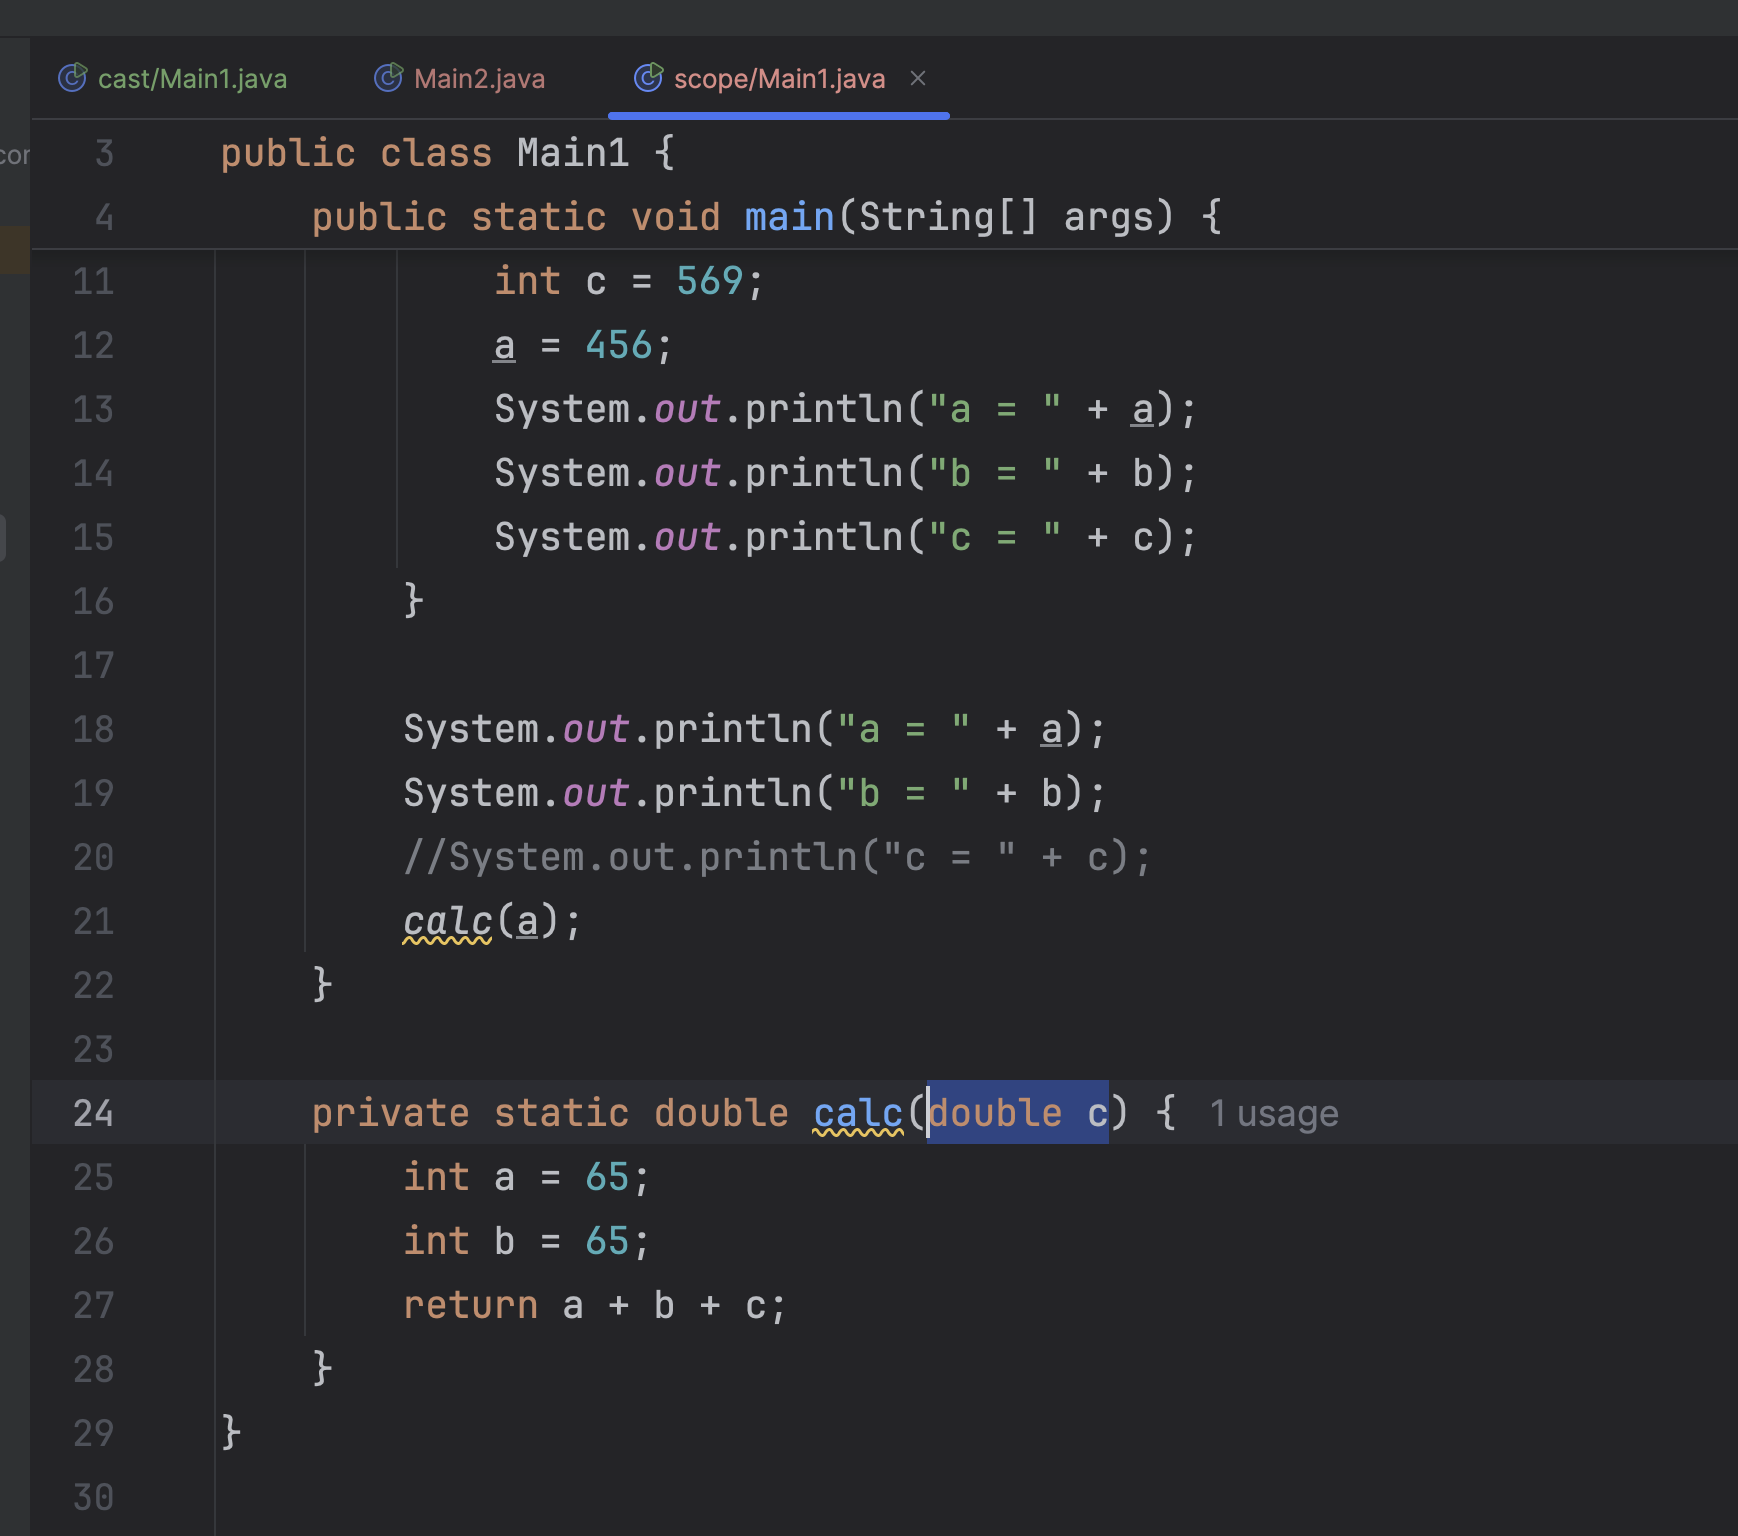 cast/Main1.java Main2.java scope/Main1.java ×
3 public class Main1 {
4 public static void main(String[] args) {
11 int c = 569;
12 a = 456;
13 System.out.println("a = " + a);
14 System.out.println("b = " + b);
15 System.out.println("c = " + c);
16 }
17
18 System.out.println("a = " + a);
19 System.out.println("b = " + b);
20 //System.out.println("c = " + c);
21 calc(a);
22 }
23
24 private static double calc(double c) { 1 usage
25 int a = 65;
26 int b = 65;
27 return a + b + c;
28 }
29 }
30